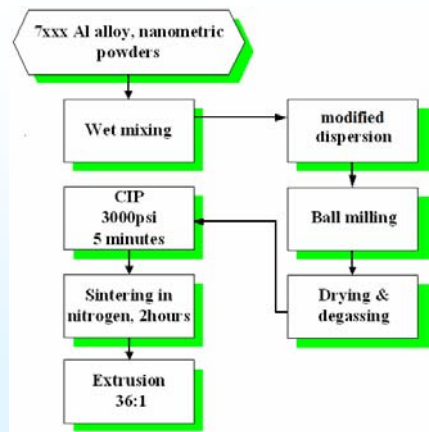 7xxx Al alloy, nanometric
powders
Wet mixing
modified
dispersion
Ball milling
Drying &
degassing
CIP
3000psi
5 minutes
Sintering in
nitrogen, 2hours
Extrusion
36:1